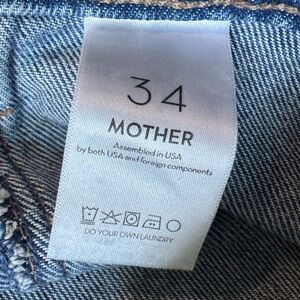 34
MOTHER
Assembled in USA
by both USA and foreign components
DO YOUR OWN LAUNDRY